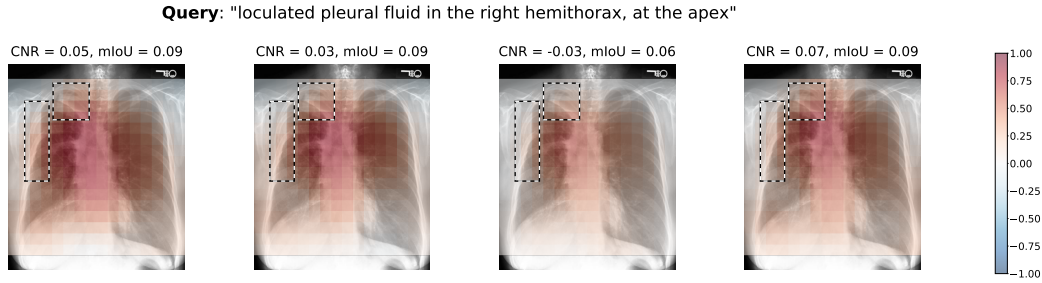 Query: "loculated pleural fluid in the right hemithorax, at the apex"
CNR = 0.05, mIoU = 0.09
CNR = 0.03, mIoU = 0.09
CNR = -0.03, mIoU = 0.06
CNR = 0.07, mIoU = 0.09
1.00
0.75
0.50
0.25
0.00
−0.25
−0.50
−0.75
−1.00